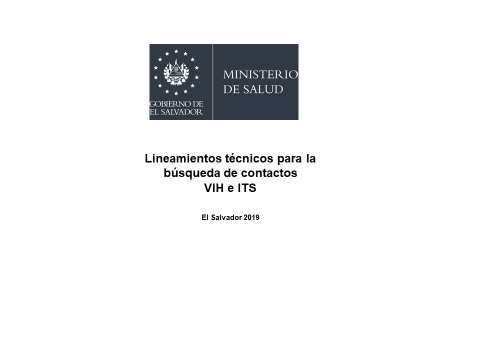 MINISTERIO
DE SALUD
GOBIERNO DE
EL SALVADOR
Lineamientos técnicos para la
búsqueda de contactos
VIH e ITS
El Salvador 2019